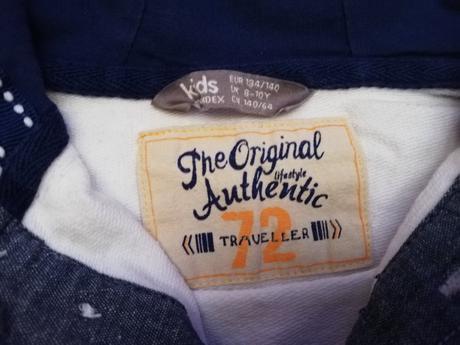 kids
INDEX
EUR 134/140
UK 8-10Y
CN 140/64
The Original
lifestyle
Authentic
72
TRAVELLER